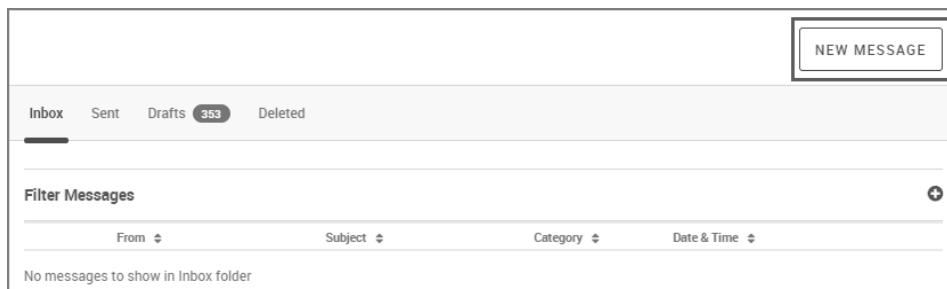 NEW MESSAGE
Inbox Sent Drafts 353 Deleted
Filter Messages
From Subject Category Date & Time
No messages to show in Inbox folder